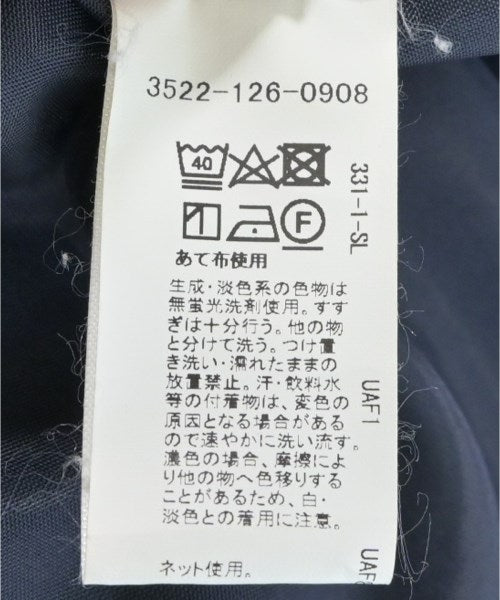 3522-126-0908
40
F
あて布使用
生成・淡色系の色物は
無蛍光洗剤使用。すす
ぎは十分行う。他の物
と分けて洗う。つけ置
き洗い・濡れたままの
放置禁止。汗・飲料水
等の付着物は、変色の
原因となる場合がある
ので速やかに洗い流す。
濃色の場合、摩擦によ
り他の物へ色移りする
ことがあるため、白・
淡色との着用に注意。
ネット使用。
331-1-SL
UAF1